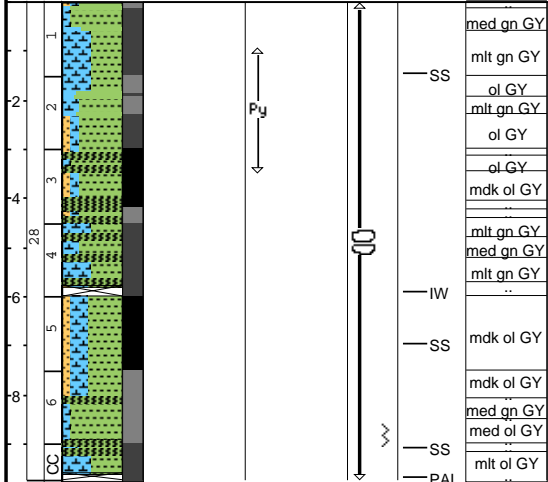 med gn GY
1
mlt gn GY
SS
ol GY
2
2
Py
mlt gn GY
ol GY
ol GY
3
mdk ol GY
4
mlt gn GY
28
4
med gn GY
mlt gn GY
6
IW
5
SS
mdk ol GY
mdk ol GY
8
6
med gn GY
med ol GY
SS
CC
mlt ol GY
PAL